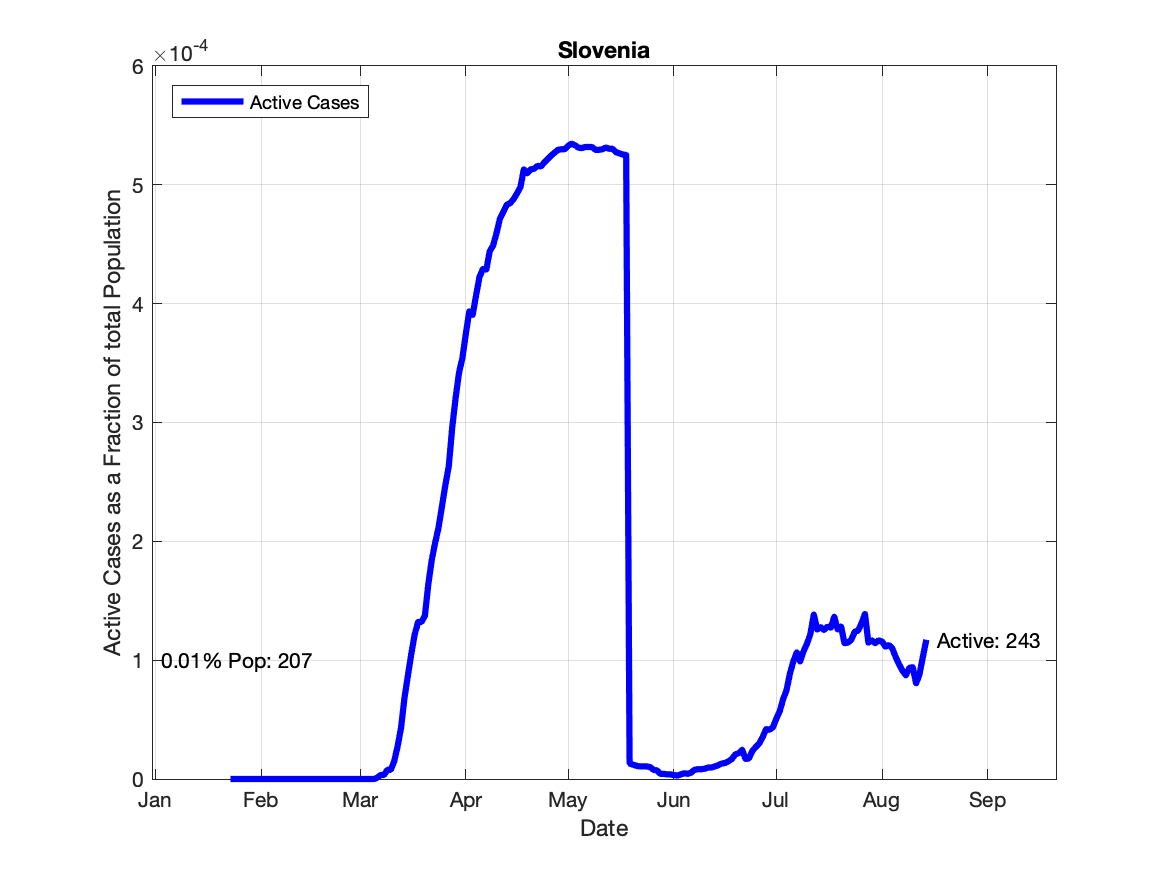 Slovenia
×10-4
6
5
4
3
2
1
0
Active Cases
Active Cases as a Fraction of total Population
0.01% Pop: 207
Active: 243
Jan Feb Mar Apr May Jun Jul Aug Sep
Date